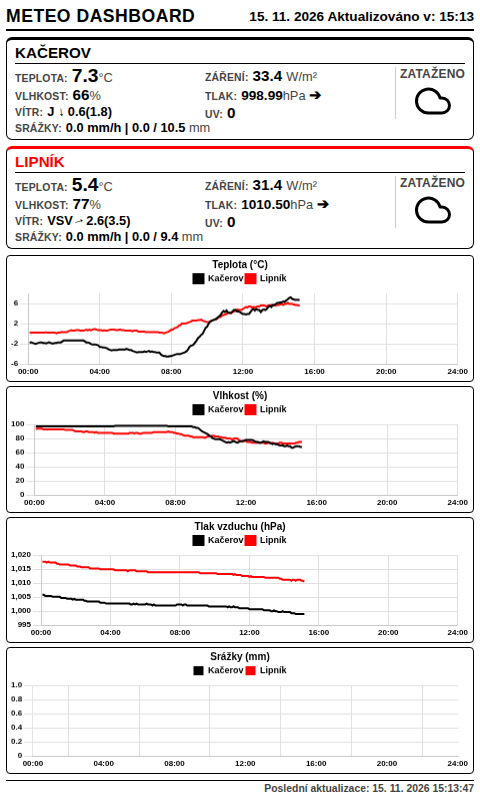 METEO DASHBOARD
15. 11. 2026 Aktualizováno v: 15:13
KAČEROV
TEPLOTA: 7.3°C
VLHKOST: 66%
VÍTR: J ↓ 0.6(1.8)
SRÁŽKY: 0.0 mm/h | 0.0 / 10.5 mm
ZÁŘENÍ: 33.4 W/m²
TLAK: 998.99hPa ➔
UV: 0
ZATAŽENO
LIPNÍK
TEPLOTA: 5.4°C
VLHKOST: 77%
VÍTR: VSV → 2.6(3.5)
SRÁŽKY: 0.0 mm/h | 0.0 / 9.4 mm
ZÁŘENÍ: 31.4 W/m²
TLAK: 1010.50hPa ➔
UV: 0
ZATAŽENO
Teplota (°C)
Kačerov Lipník
6
2
-2
-6
00:00 04:00 08:00 12:00 16:00 20:00 24:00
Vlhkost (%)
Kačerov Lipník
100
80
60
40
20
0
00:00 04:00 08:00 12:00 16:00 20:00 24:00
Tlak vzduchu (hPa)
Kačerov Lipník
1,020
1,015
1,010
1,005
1,000
995
00:00 04:00 08:00 12:00 16:00 20:00 24:00
Srážky (mm)
Kačerov Lipník
1.0
0.8
0.6
0.4
0.2
0
00:00 04:00 08:00 12:00 16:00 20:00 24:00
Poslední aktualizace: 15. 11. 2026 15:13:47